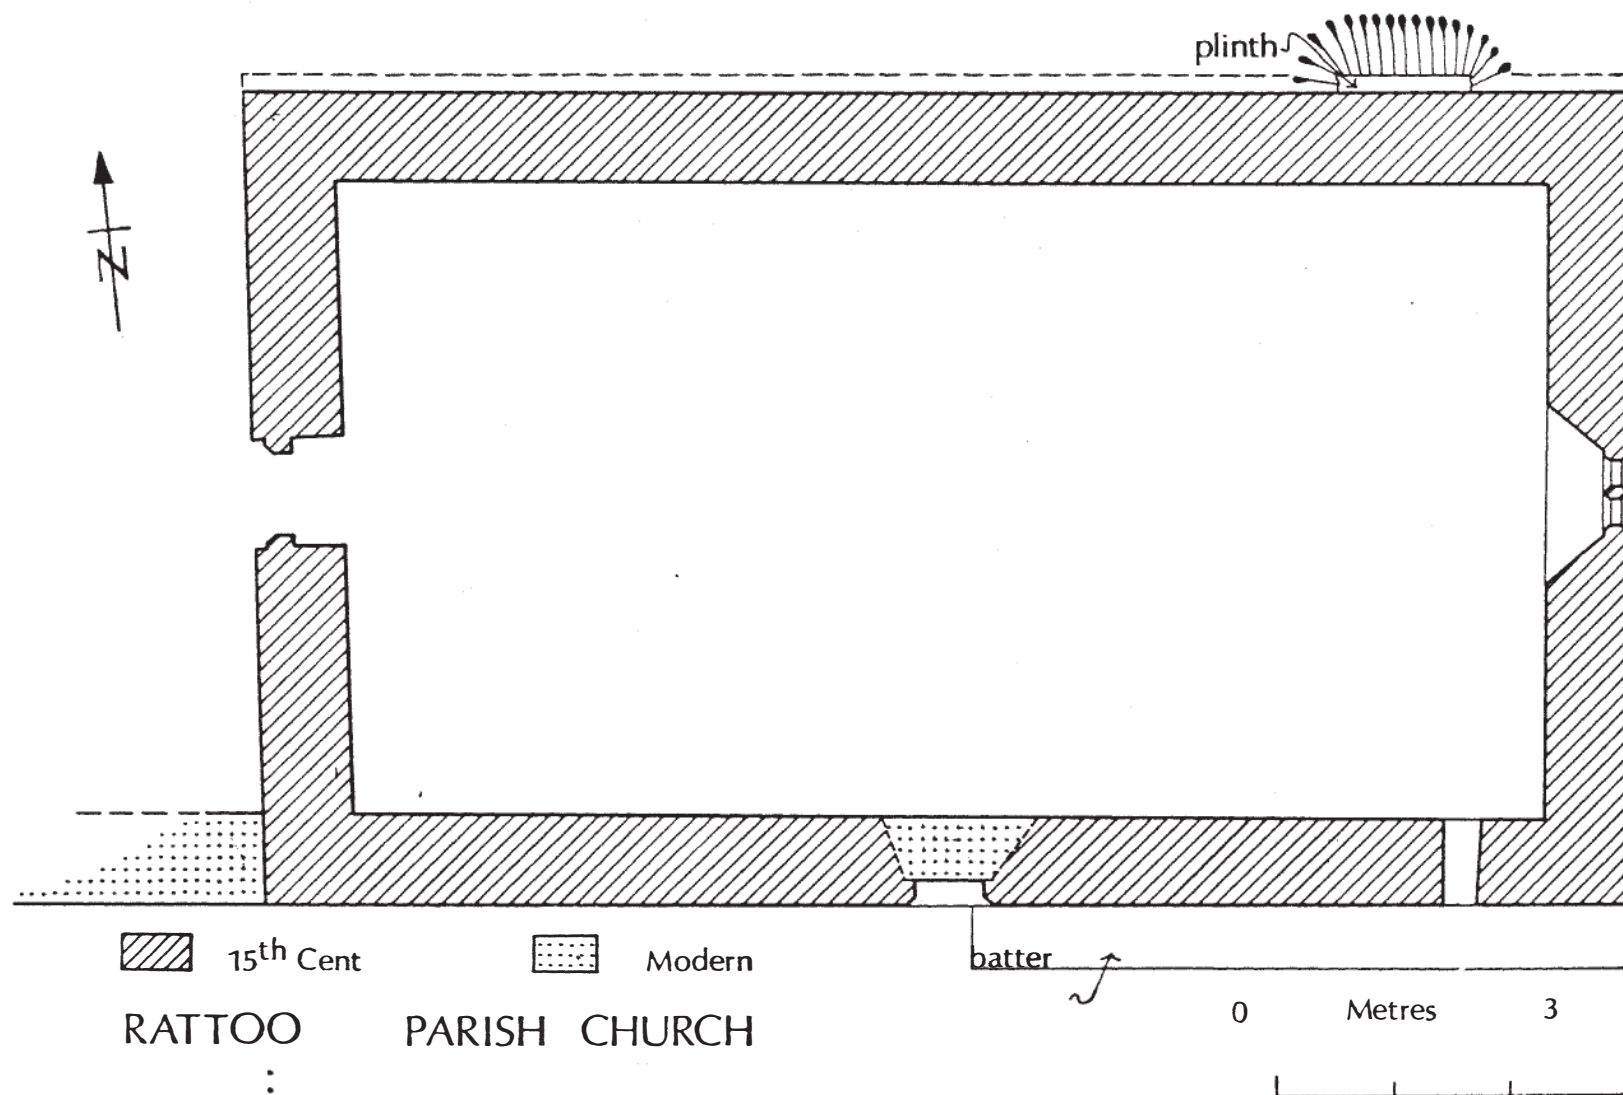 plinth
N
15th Cent
Modern
batter
RATTOO PARISH CHURCH
0 Metres 3